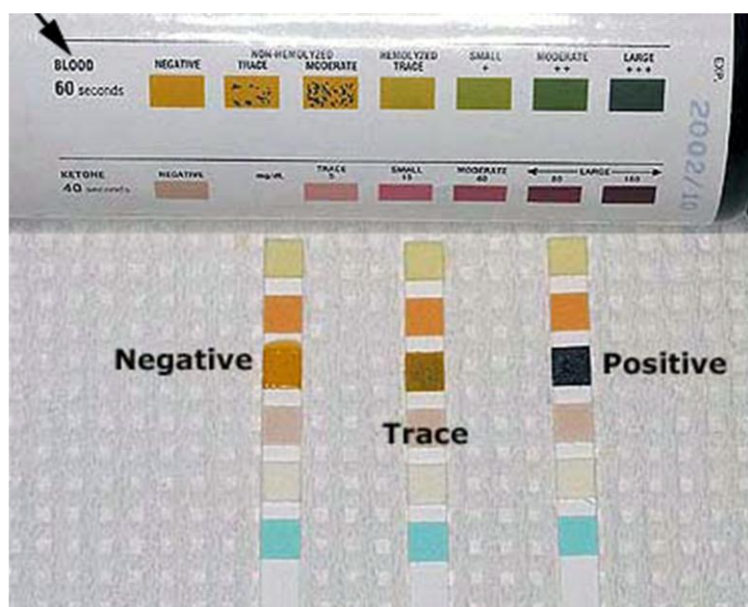 NON-HEMOLYZED
BLOOD NEGATIVE TRACE MODERATE HEMOLYZED TRACE SMALL + MODERATE ++ LARGE +++
60 seconds
EXP.
2002/10
KETONE NEGATIVE mg/dL TRACE 5 SMALL 15 MODERATE 40 LARGE 80 160
40 seconds
Negative
Trace
Positive